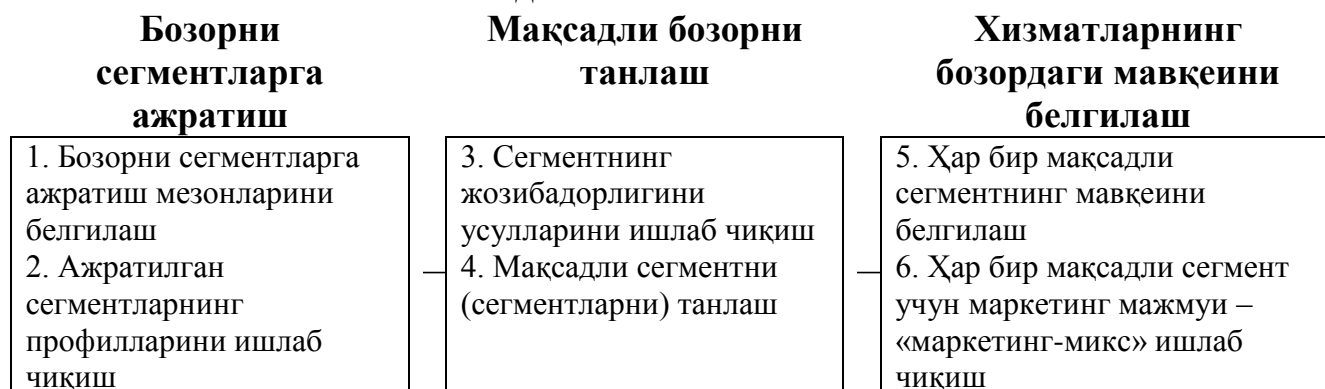 Бозорни
сегментларга
ажратиш
1. Бозорни сегментларга
ажратиш мезонларини
белгилаш
2. Ажратилган
сегментларнинг
профилларини ишлаб
чиқиш
Мақсадли бозорни
танлаш
3. Сегментнинг
жозибадорлигини
усулларини ишлаб чиқиш
4. Мақсадли сегментни
(сегментларни) танлаш
Хизматларнинг
бозордаги мавқеини
белгилаш
5. Ҳар бир мақсадли
сегментнинг мавқеини
белгилаш
6. Ҳар бир мақсадли сегмент
учун маркетинг мажмуи –
«маркетинг-микс» ишлаб
чиқиш